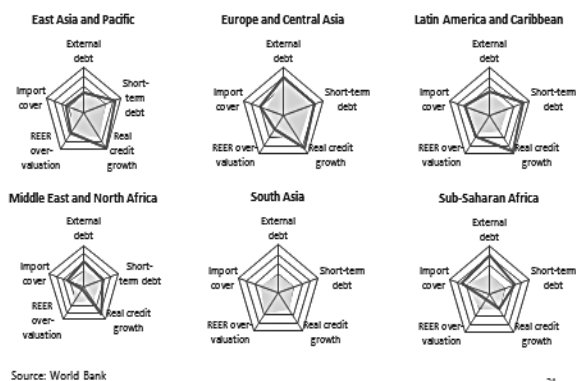 East Asia and Pacific
External
debt
Import
cover
Short-
term
debt
REER
over-
valuation
Real
credit
growth
Europe and Central Asia
External
debt
Import
cover
Short-term
debt
REER over-
valuation
Real credit
growth
Latin America and Caribbean
External
debt
Import
cover
Short-term
debt
REER over-
valuation
Real credit
growth
Middle East and North Africa
External
debt
Import
cover
Short-
term debt
REER
over-
valuation
Real credit
growth
South Asia
External
debt
Import
cover
Short-term
debt
REER over-
valuation
Real credit
growth
Sub-Saharan Africa
External
debt
Import
cover
Short-term
debt
REER over-
valuation
Real credit
growth
Source: World Bank